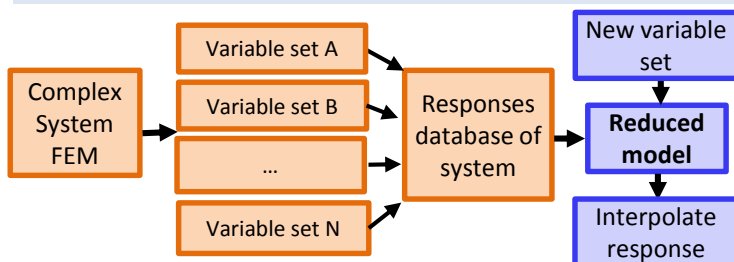 Complex
System
FEM
Variable set A
Variable set B
...
Variable set N
Responses
database of
system
New variable
set
Reduced
model
Interpolate
response